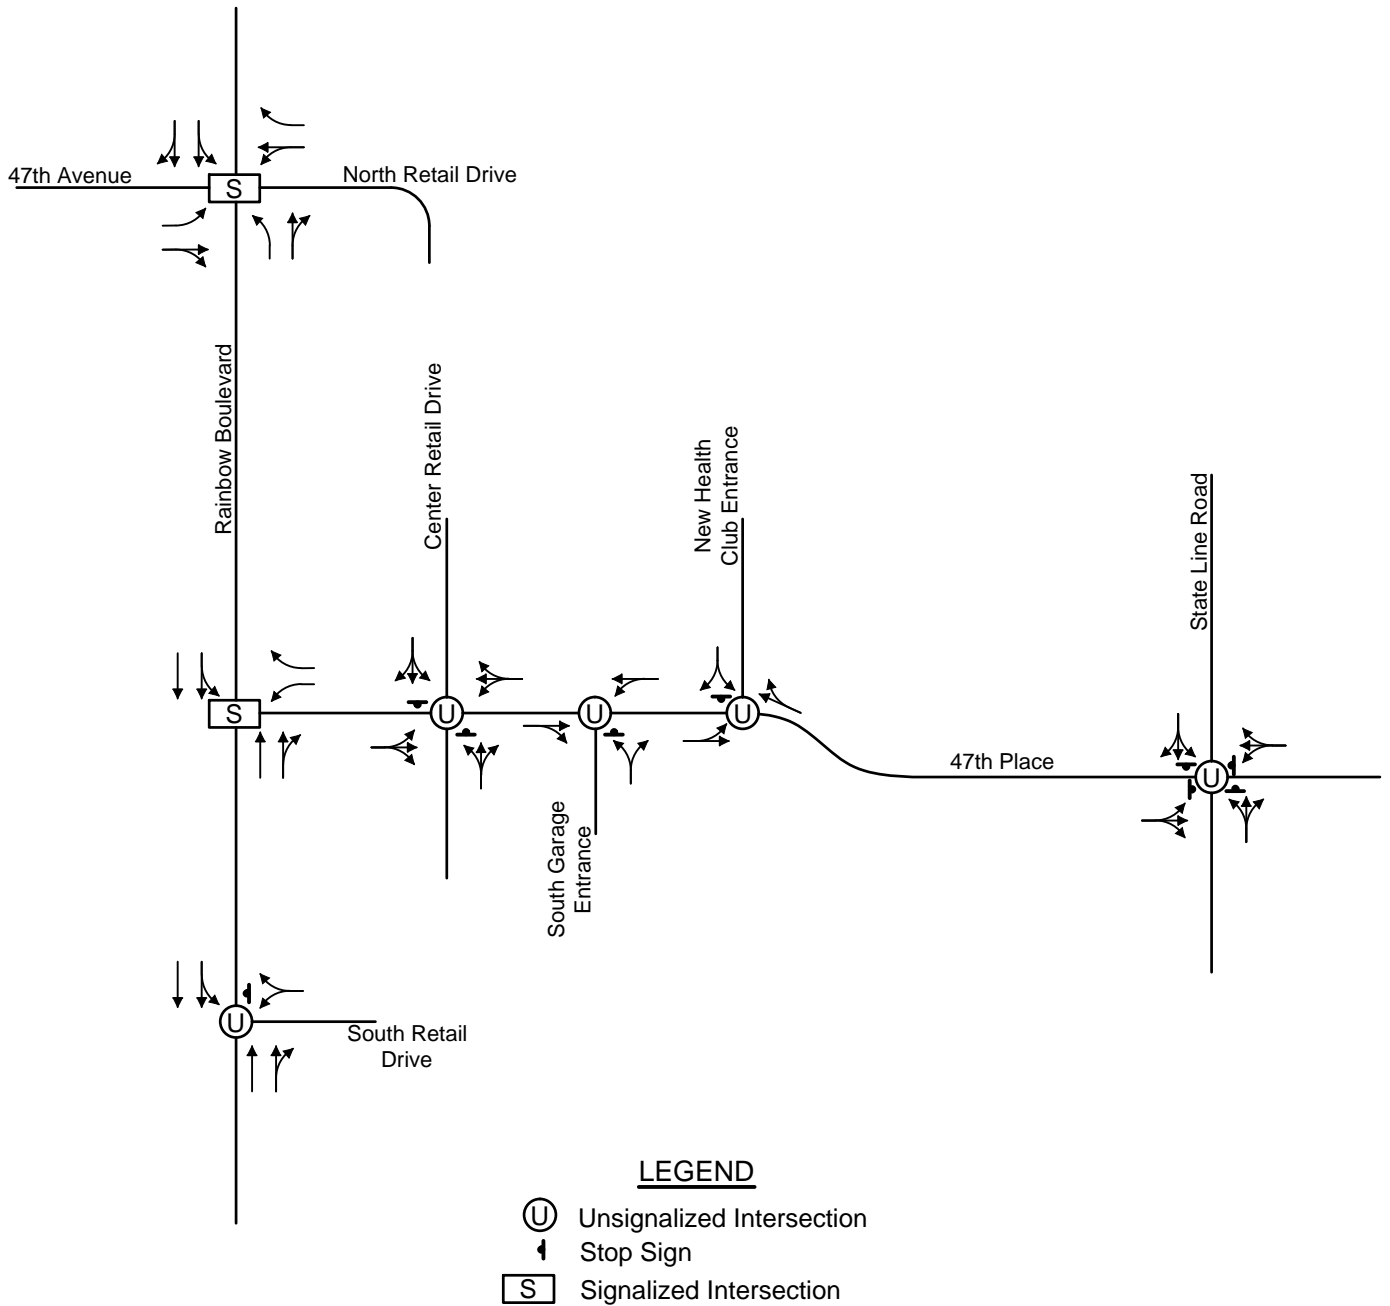 47th Avenue
S
North Retail Drive
Rainbow Boulevard
Center Retail Drive
New Health
Club Entrance
State Line Road
S
U
U
U
47th Place
U
South Garage
Entrance
U
South Retail
Drive
LEGEND
U Unsignalized Intersection
Stop Sign
S Signalized Intersection